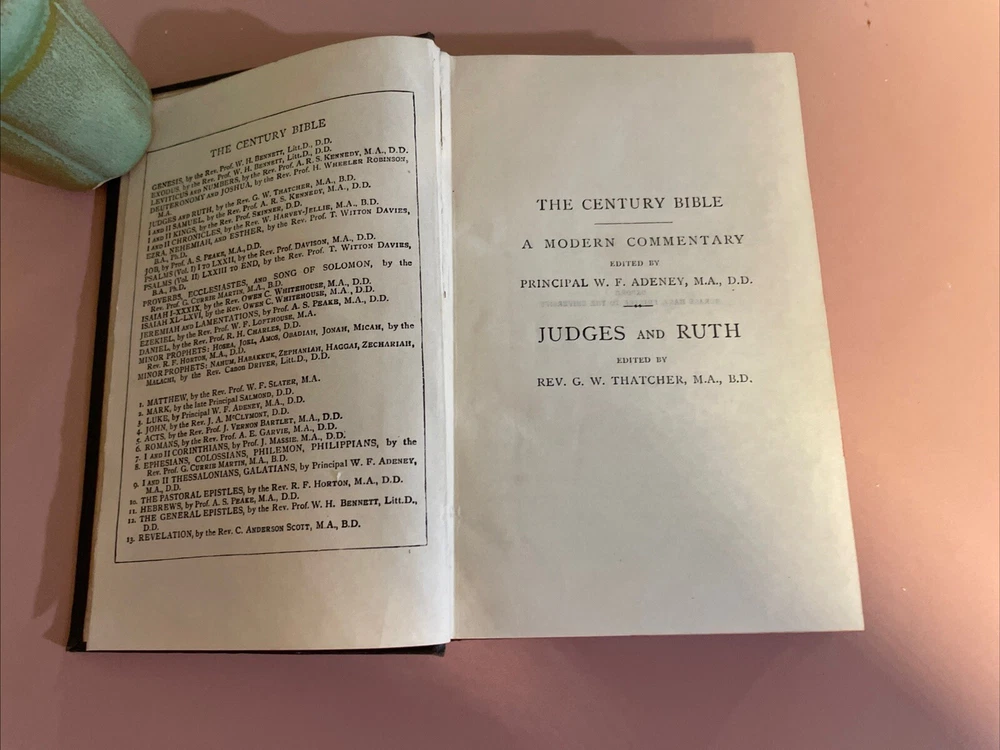 THE CENTURY BIBLE
GENESIS, by the Rev. Prof. W. H. BENNETT, Litt.D., D.D.
EXODUS, by the Rev. Prof. W. H. BENNETT, Litt.D., D.D.
LEVITICUS AND NUMBERS, by the Rev. Prof. A. R. S. KENNEDY, M.A., D.D.
DEUTERONOMY AND JOSHUA, by the Rev. Prof. H. WHEELER ROBINSON,
M.A.
JUDGES AND RUTH, by the Rev. G. W. THATCHER, M.A., B.D.
I AND II SAMUEL, by the Rev. Prof. A. R. S. KENNEDY, M.A., D.D.
I AND II KINGS, by the Rev. Prof. SKINNER, D.D.
I AND II CHRONICLES, by the Rev. W. HARVEY-JELLIE, M.A., B.D.
EZRA, NEHEMIAH, AND ESTHER, by the Rev. Prof. T. WITTON DAVIES,
B.A., Ph.D.
JOB, by Prof. A. S. PEAKE, M.A., D.D.
PSALMS (Vol. I) I TO LXXII, by the Rev. Prof. DAVISON, M.A., D.D.
PSALMS (Vol. II) LXXIII TO END, by the Rev. Prof. T. WITTON DAVIES,
B.A., Ph.D.
PROVERBS, ECCLESIASTES, AND SONG OF SOLOMON, by the
Rev. Prof. G. CURRIE MARTIN, M.A., B.D.
ISAIAH I-XXXIX, by the Rev. OWEN C. WHITEHOUSE, M.A., D.D.
ISAIAH XL-LXVI, by the Rev. OWEN C. WHITEHOUSE, M.A., D.D.
JEREMIAH AND LAMENTATIONS, by Prof. A. S. PEAKE, M.A., D.D.
EZEKIEL, by the Rev. Prof. W. F. LOFTHOUSE, M.A.
DANIEL, by the Rev. Prof. R. H. CHARLES, D.D.
MINOR PROPHETS: HOSEA, JOEL, AMOS, OBADIAH, JONAH, MICAH, by the
Rev. R. F. HORTON, M.A., D.D.
MINOR PROPHETS: NAHUM, HABAKKUK, ZEPHANIAH, HAGGAI, ZECHARIAH,
MALACHI, by the Rev. Canon DRIVER, Litt.D., D.D.
1. MATTHEW, by the Rev. Prof. W. F. SLATER, M.A.
2. MARK, by the late Principal SALMOND, D.D.
3. LUKE, by Principal W. F. ADENEY, M.A., D.D.
4. JOHN, by the Rev. J. A. McCLYMONT, D.D.
5. ACTS, by the Rev. Prof. J. VERNON BARTLET, M.A., D.D.
6. ROMANS, by the Rev. Prof. A. E. GARVIE, M.A., D.D.
7. I AND II CORINTHIANS, by Prof. J. MASSIE, M.A., D.D.
8. EPHESIANS, COLOSSIANS, PHILEMON, PHILIPPIANS, by the
Rev. Prof. G. CURRIE MARTIN, M.A., B.D.
9. I AND II THESSALONIANS, GALATIANS, by Principal W. F. ADENEY,
M.A., D.D.
10. THE PASTORAL EPISTLES, by the Rev. R. F. HORTON, M.A., D.D.
11. HEBREWS, by Prof. A. S. PEAKE, M.A., D.D.
12. THE GENERAL EPISTLES, by the Rev. Prof. W. H. BENNETT, Litt.D.,
D.D.
13. REVELATION, by the Rev. C. ANDERSON SCOTT, M.A., B.D.
THE CENTURY BIBLE
A MODERN COMMENTARY
EDITED BY
PRINCIPAL W. F. ADENEY, M.A., D.D.
JUDGES AND RUTH
EDITED BY
REV. G. W. THATCHER, M.A., B.D.